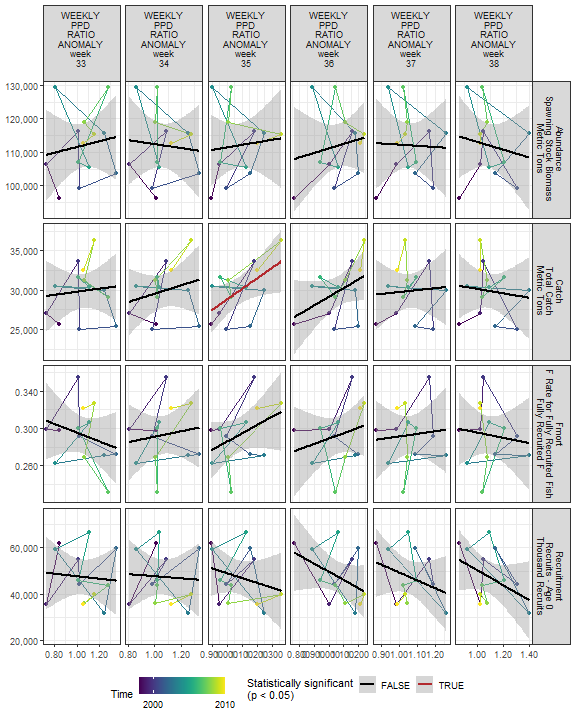 WEEKLY PPD RATIO ANOMALY week 33
WEEKLY PPD RATIO ANOMALY week 34
WEEKLY PPD RATIO ANOMALY week 35
WEEKLY PPD RATIO ANOMALY week 36
WEEKLY PPD RATIO ANOMALY week 37
WEEKLY PPD RATIO ANOMALY week 38
130,000
120,000
110,000
100,000
Abundance
Spawning Stock Biomass
Metric Tons
35,000
30,000
25,000
Catch
Total Catch
Metric Tons
0.340
0.300
0.260
Fmort
F Rate for Fully Recruited Fish
Fully Recruited F
60,000
40,000
20,000
Recruitment
Recruits - Age 0
Thousand Recruits
0.80 1.00 1.20
0.80 1.00 1.20
1.00 1.20 1.40
Time
2000
2010
Statistically significant
(p < 0.05)
FALSE
TRUE